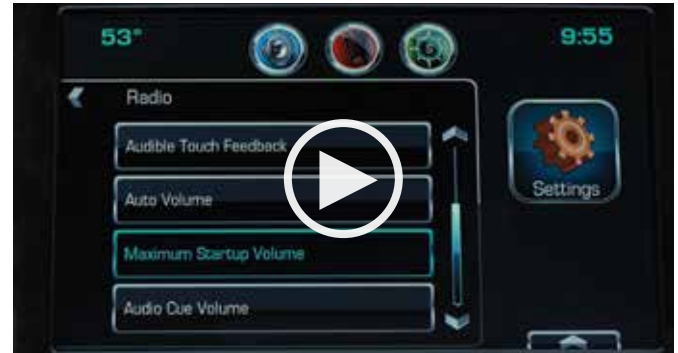 53°
9:55
Radio
Audible Touch Feedback
Auto Volume
Settings
Maximum Startup Volume
Audio Cue Volume